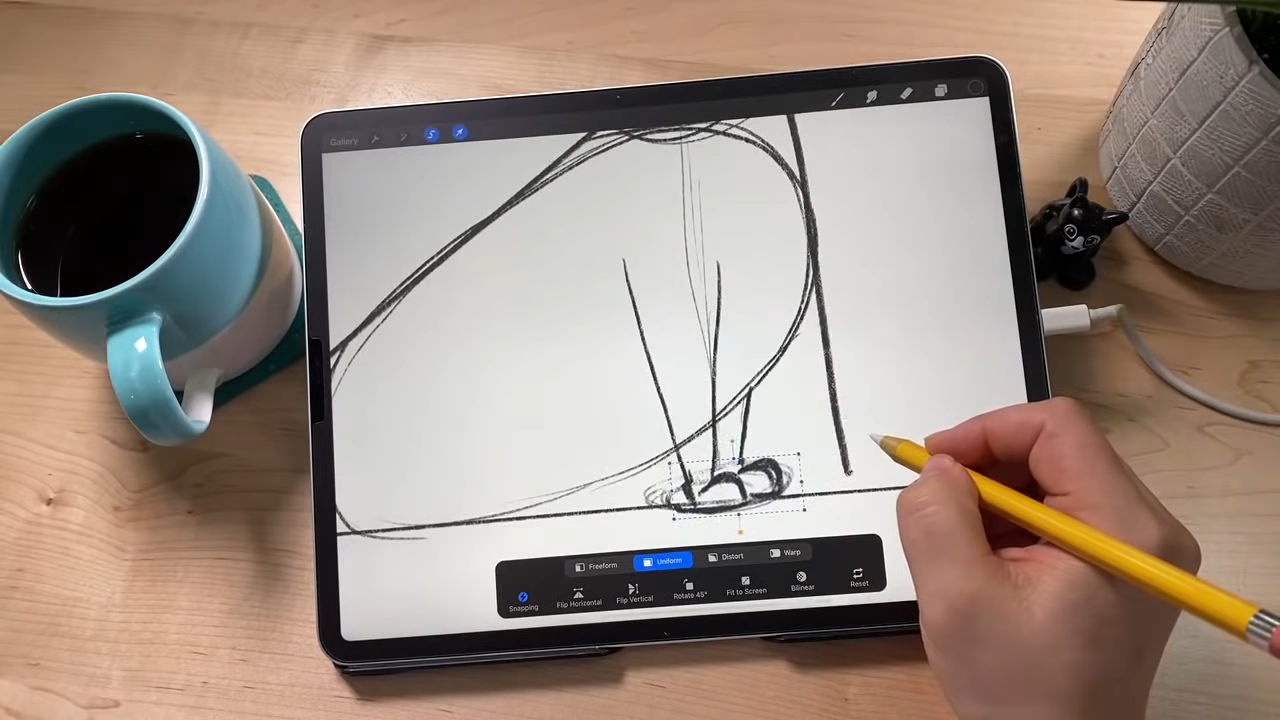 Gallery
Freeform Uniform Distort Warp
Snapping Flip Horizontal Flip Vertical Rotate 45° Fit to Screen Bilinear Reset